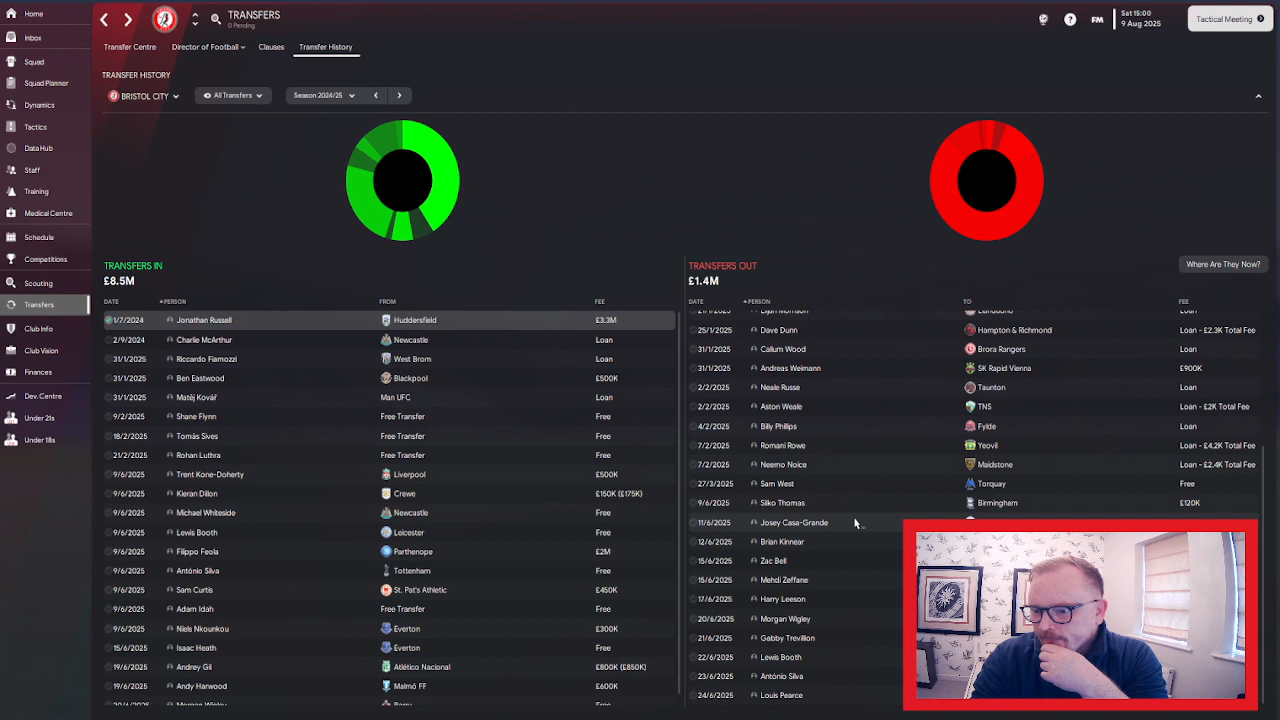 Home
Inbox
Squad
Squad Planner
Dynamics
Tactics
Data Hub
Staff
Training
Medical Centre
Schedule
Competitions
Scouting
Transfers
Club Info
Club Vision
Finances
Dev. Centre
Under 21s
Under 18s
TRANSFERS
0 Pending
FM
Sat 15:00
9 Aug 2025
Tactical Meeting
Transfer Centre
Director of Football
Clauses
Transfer History
TRANSFER HISTORY
BRISTOL CITY
All Transfers
Season 2024/25
TRANSFERS IN
£8.5M
DATE PERSON FROM FEE
1/7/2024 Jonathan Russell Huddersfield £3.3M
2/9/2024 Charlie McArthur Newcastle Loan
31/1/2025 Riccardo Fiamozzi West Brom Loan
31/1/2025 Ben Eastwood Blackpool £500K
31/1/2025 Matěj Kovář Man UFC Loan
9/2/2025 Shane Flynn Free Transfer Free
18/2/2025 Tomás Sives Free Transfer Free
21/2/2025 Rohan Luthra Free Transfer Free
9/6/2025 Trent Kone-Doherty Liverpool £500K
9/6/2025 Kieran Dillon Crewe £150K (£175K)
9/6/2025 Michael Whiteside Newcastle Free
9/6/2025 Lewis Booth Leicester Free
9/6/2025 Filippo Feola Parthenope £2M
9/6/2025 António Silva Tottenham Free
9/6/2025 Sam Curtis St. Pat's Athletic £450K
9/6/2025 Adam Idah Free Transfer Free
9/6/2025 Niels Nkounkou Everton £300K
15/6/2025 Isaac Heath Everton Free
19/6/2025 Andrey Gil Atlético Nacional £800K (£850K)
19/6/2025 Andy Harwood Malmö FF £600K
TRANSFERS OUT
£1.4M
Where Are They Now?
DATE PERSON TO FEE
25/1/2025 Dave Dunn Hampton & Richmond Loan - £2.3K Total Fee
31/1/2025 Callum Wood Brora Rangers Loan
31/1/2025 Andreas Weimann SK Rapid Vienna £900K
2/2/2025 Neale Russe Taunton Loan
2/2/2025 Aston Weale TNS Loan - £2K Total Fee
4/2/2025 Billy Phillips Fylde Loan
7/2/2025 Romani Rowe Yeovil Loan - £4.2K Total Fee
7/2/2025 Neemo Noice Maidstone Loan - £2.4K Total Fee
27/3/2025 Sam West Torquay Free
9/6/2025 Silko Thomas Birmingham £120K
11/6/2025 Josey Casa-Grande
12/6/2025 Brian Kinnear
15/6/2025 Zac Bell
15/6/2025 Mehdi Zeffane
17/6/2025 Harry Leeson
20/6/2025 Morgan Wigley
21/6/2025 Gabby Trevillion
22/6/2025 Lewis Booth
23/6/2025 António Silva
24/6/2025 Louis Pearce